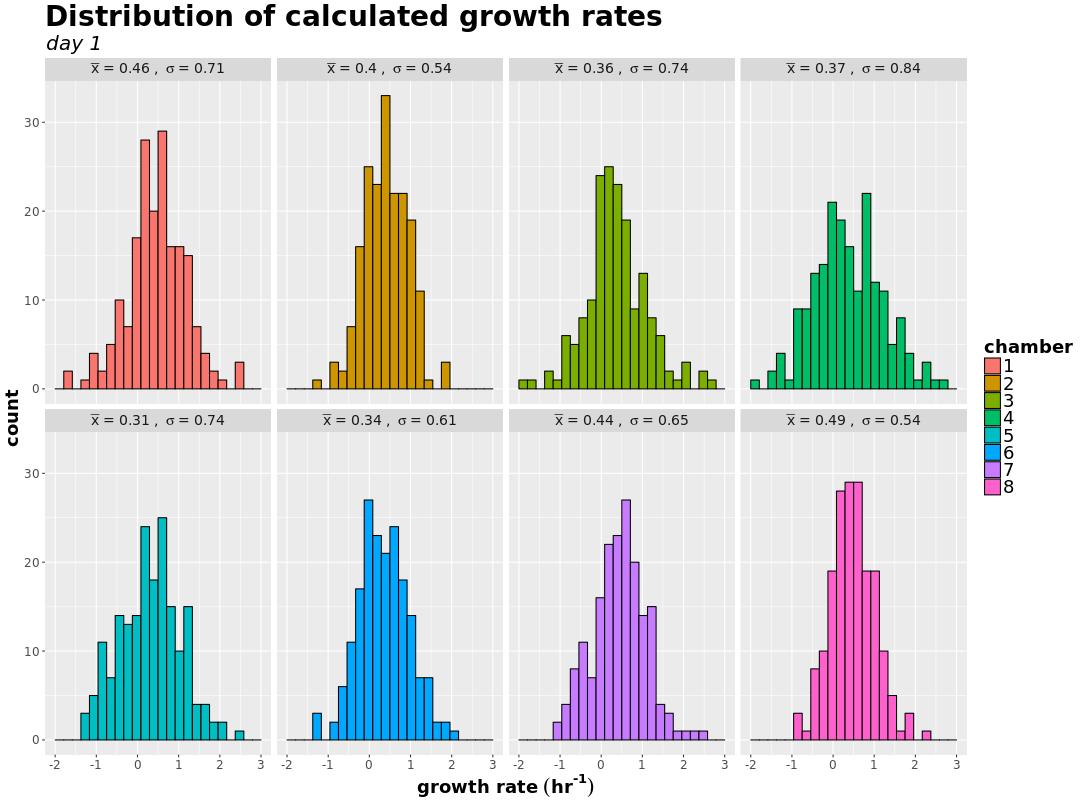 Distribution of calculated growth rates
day 1
x̅ = 0.46 , σ = 0.71
x̅ = 0.4 , σ = 0.54
x̅ = 0.36 , σ = 0.74
x̅ = 0.37 , σ = 0.84
30
20
10
0
x̅ = 0.31 , σ = 0.74
x̅ = 0.34 , σ = 0.61
x̅ = 0.44 , σ = 0.65
x̅ = 0.49 , σ = 0.54
30
20
10
0
-2 -1 0 1 2 3
-2 -1 0 1 2 3
-2 -1 0 1 2 3
-2 -1 0 1 2 3
count
growth rate (hr⁻¹)
chamber
1
2
3
4
5
6
7
8